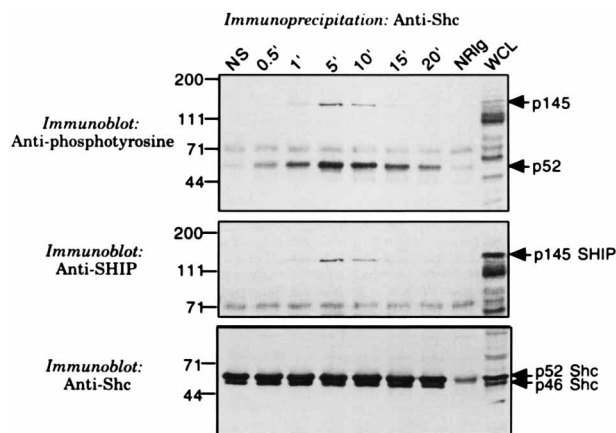 Immunoprecipitation: Anti-Shc
NS 0.5' 1' 5' 10' 15' 20' NRIg WCL
Immunoblot:
Anti-phosphotyrosine
200
111
71
44
p145
p52
Immunoblot:
Anti-SHIP
200
111
71
p145 SHIP
Immunoblot:
Anti-Shc
71
44
p52 Shc
p46 Shc